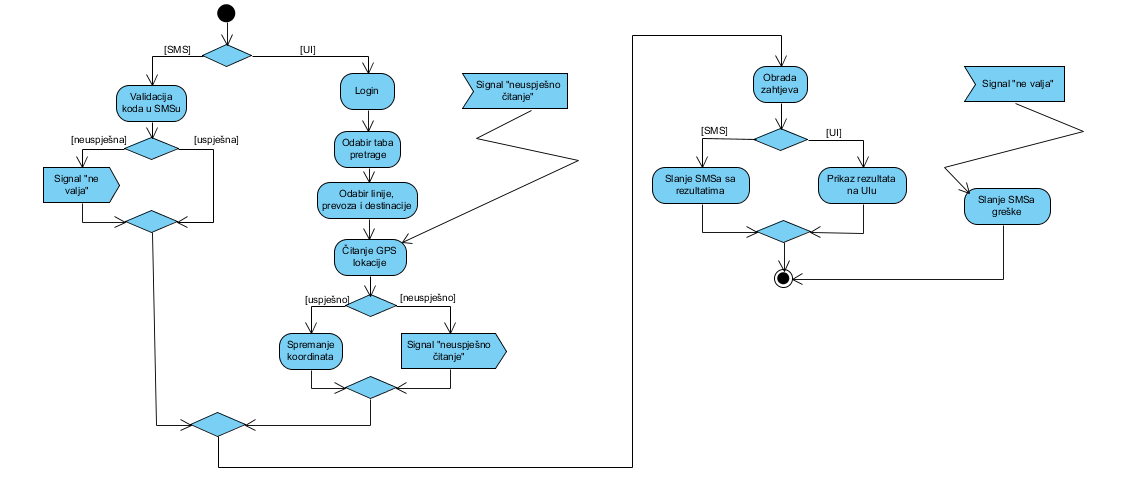 [SMS]
[UI]
Validacija
koda u SMSu
Login
Signal "neuspješno
čitanje"
[neuspješna]
[uspješna]
Odabir taba
pretrage
Signal "ne
valja"
Odabir linije,
prevoza i destinacije
Čitanje GPS
lokacije
[uspješno]
[neuspješno]
Spremanje
koordinata
Signal "neuspješno
čitanje"
Obrada
zahtjeva
Signal "ne valja"
[SMS]
[UI]
Slanje SMSa sa
rezultatima
Prikaz rezultata
na UIu
Slanje SMSa
greške